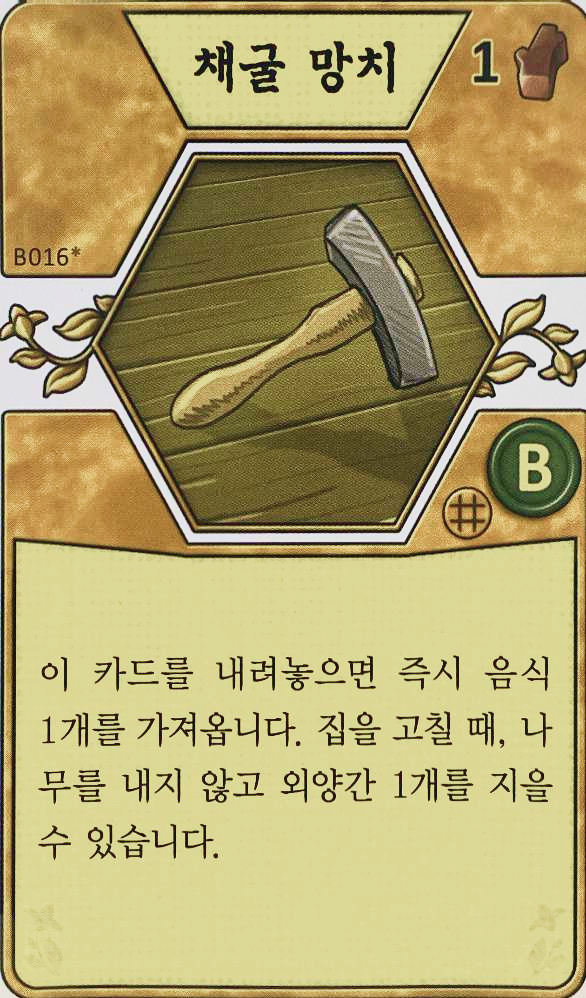 채굴 망치
1
B016*
B
이 카드를 내려놓으면 즉시 음식
1개를 가져옵니다. 집을 고칠 때, 나
무를 내지 않고 외양간 1개를 지을
수 있습니다.